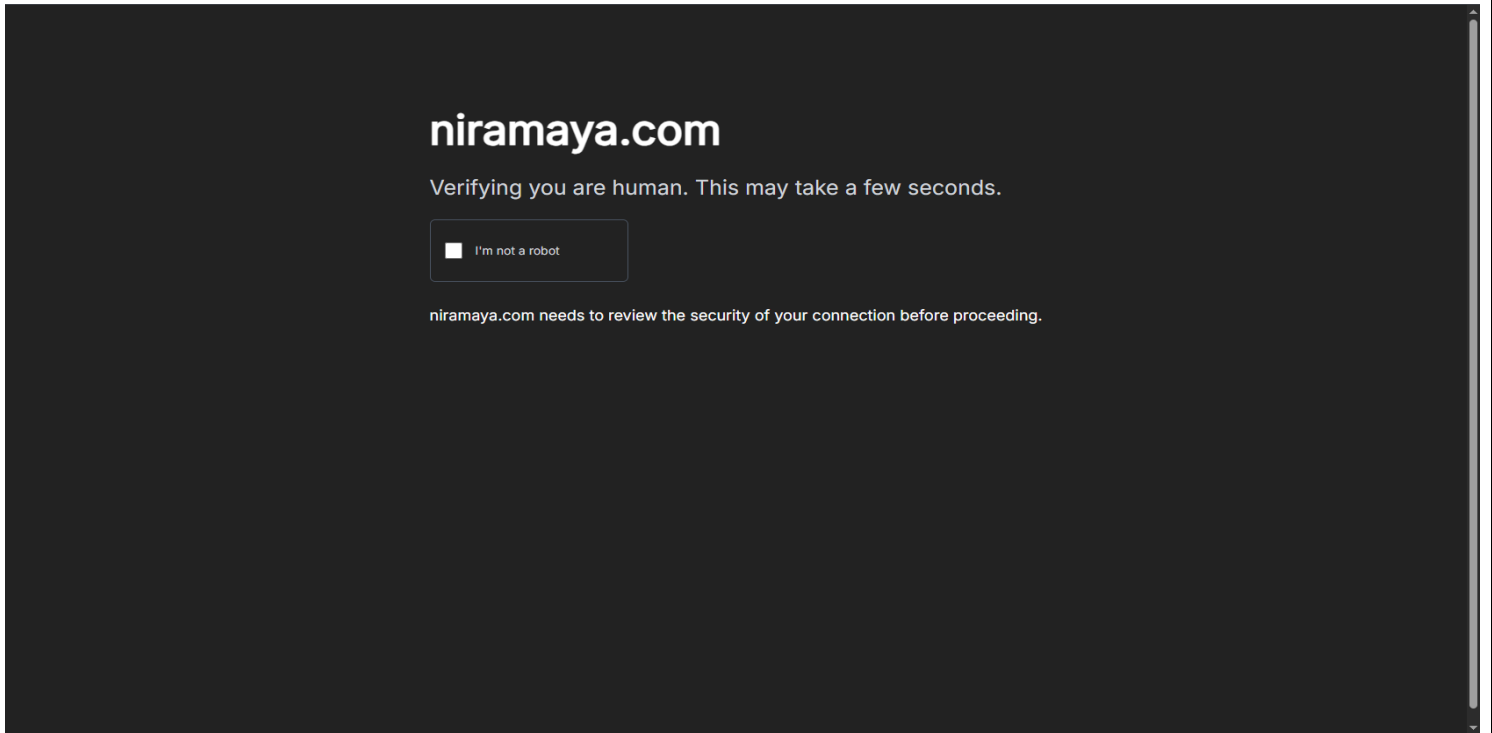 niramaya.com
Verifying you are human. This may take a few seconds.
I'm not a robot
niramaya.com needs to review the security of your connection before proceeding.